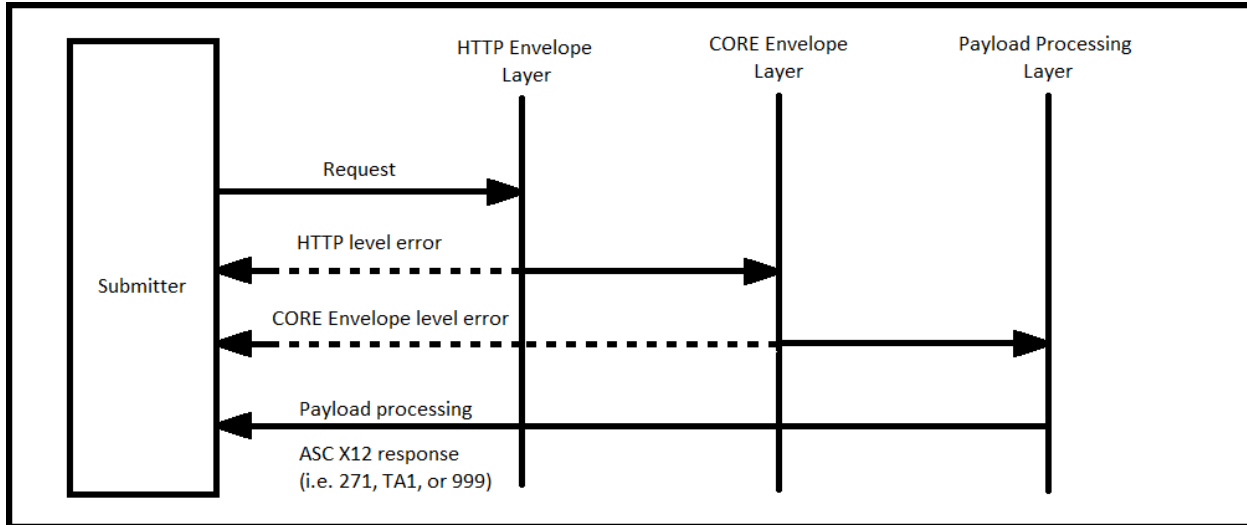 HTTP Envelope
Layer
CORE Envelope
Layer
Payload Processing
Layer
Request
HTTP level error
Submitter
CORE Envelope level error
Payload processing
ASC X12 response
(i.e. 271, TA1, or 999)